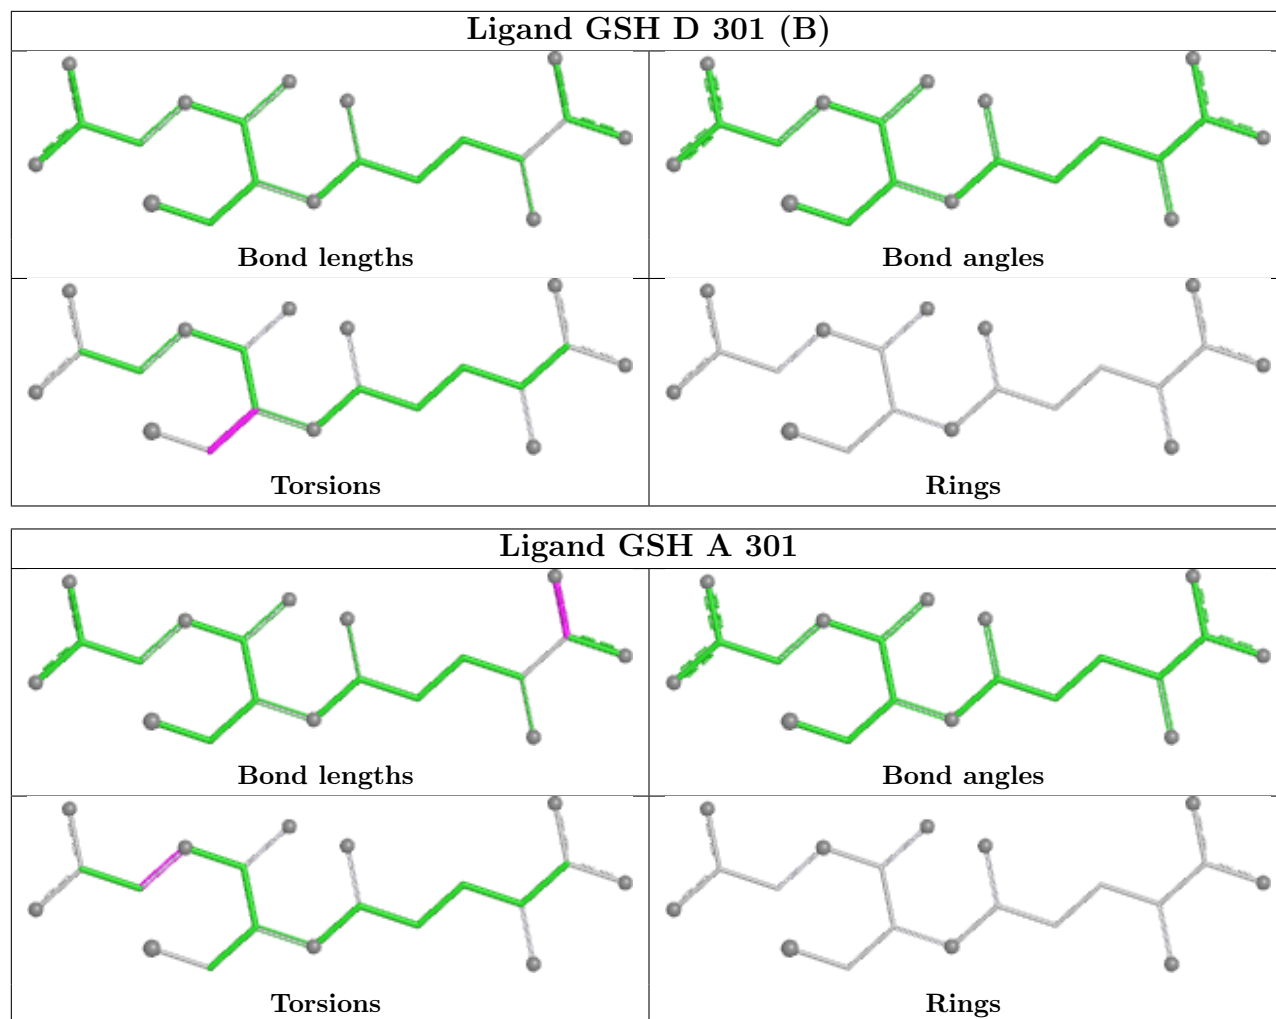 Ligand GSH D 301 (B)
Bond lengths
Bond angles
Torsions
Rings
Ligand GSH A 301
Bond lengths
Bond angles
Torsions
Rings